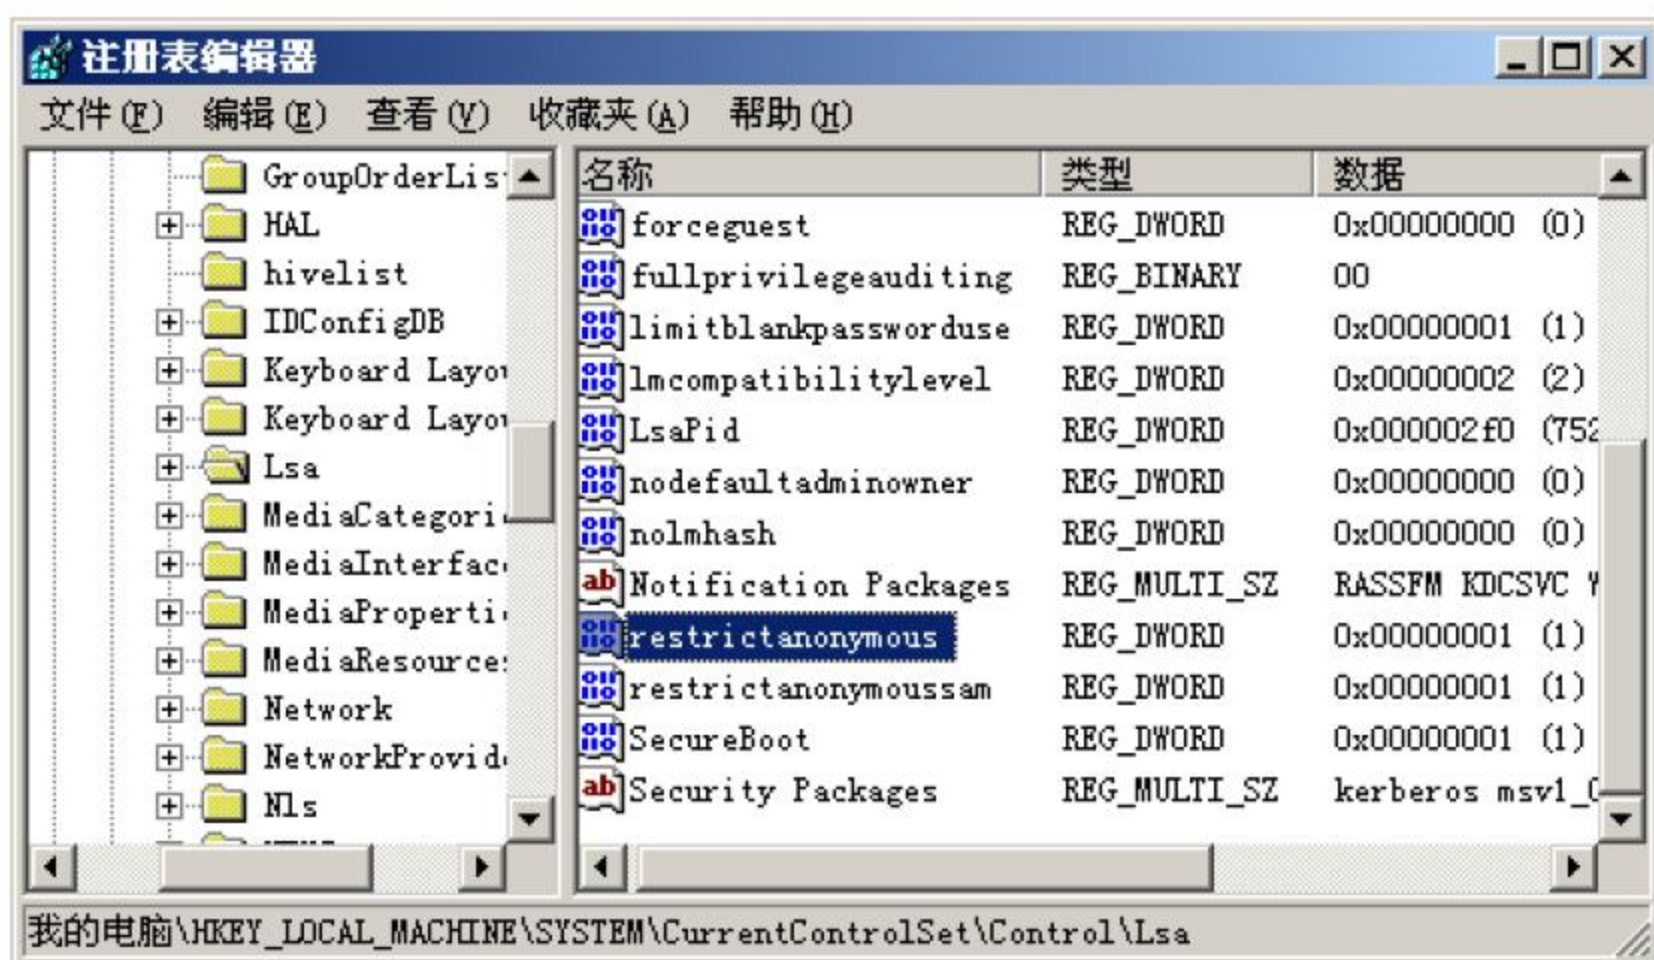 注册表编辑器
文件(F) 编辑(E) 查看(V) 收藏夹(A) 帮助(H)
GroupOrderLis
HAL
hivelist
IDConfigDB
Keyboard Layou
Keyboard Layou
Lsa
MediaCategori
MediaInterfac
MediaProperti
MediaResource
Network
NetworkProvid
Nls
名称 类型 数据
forceguest REG_DWORD 0x00000000 (0)
fullprivilegeauditing REG_BINARY 00
limitblankpassworduse REG_DWORD 0x00000001 (1)
lmcompatibilitylevel REG_DWORD 0x00000002 (2)
LsaPid REG_DWORD 0x000002f0 (752
nodefaultadminowner REG_DWORD 0x00000000 (0)
nolmhash REG_DWORD 0x00000000 (0)
Notification Packages REG_MULTI_SZ RASSFM KDCSVC
restrictanonymous REG_DWORD 0x00000001 (1)
restrictanonymoussam REG_DWORD 0x00000001 (1)
SecureBoot REG_DWORD 0x00000001 (1)
Security Packages REG_MULTI_SZ kerberos msv1_
我的电脑\HKEY_LOCAL_MACHINE\SYSTEM\CurrentControlSet\Control\Lsa